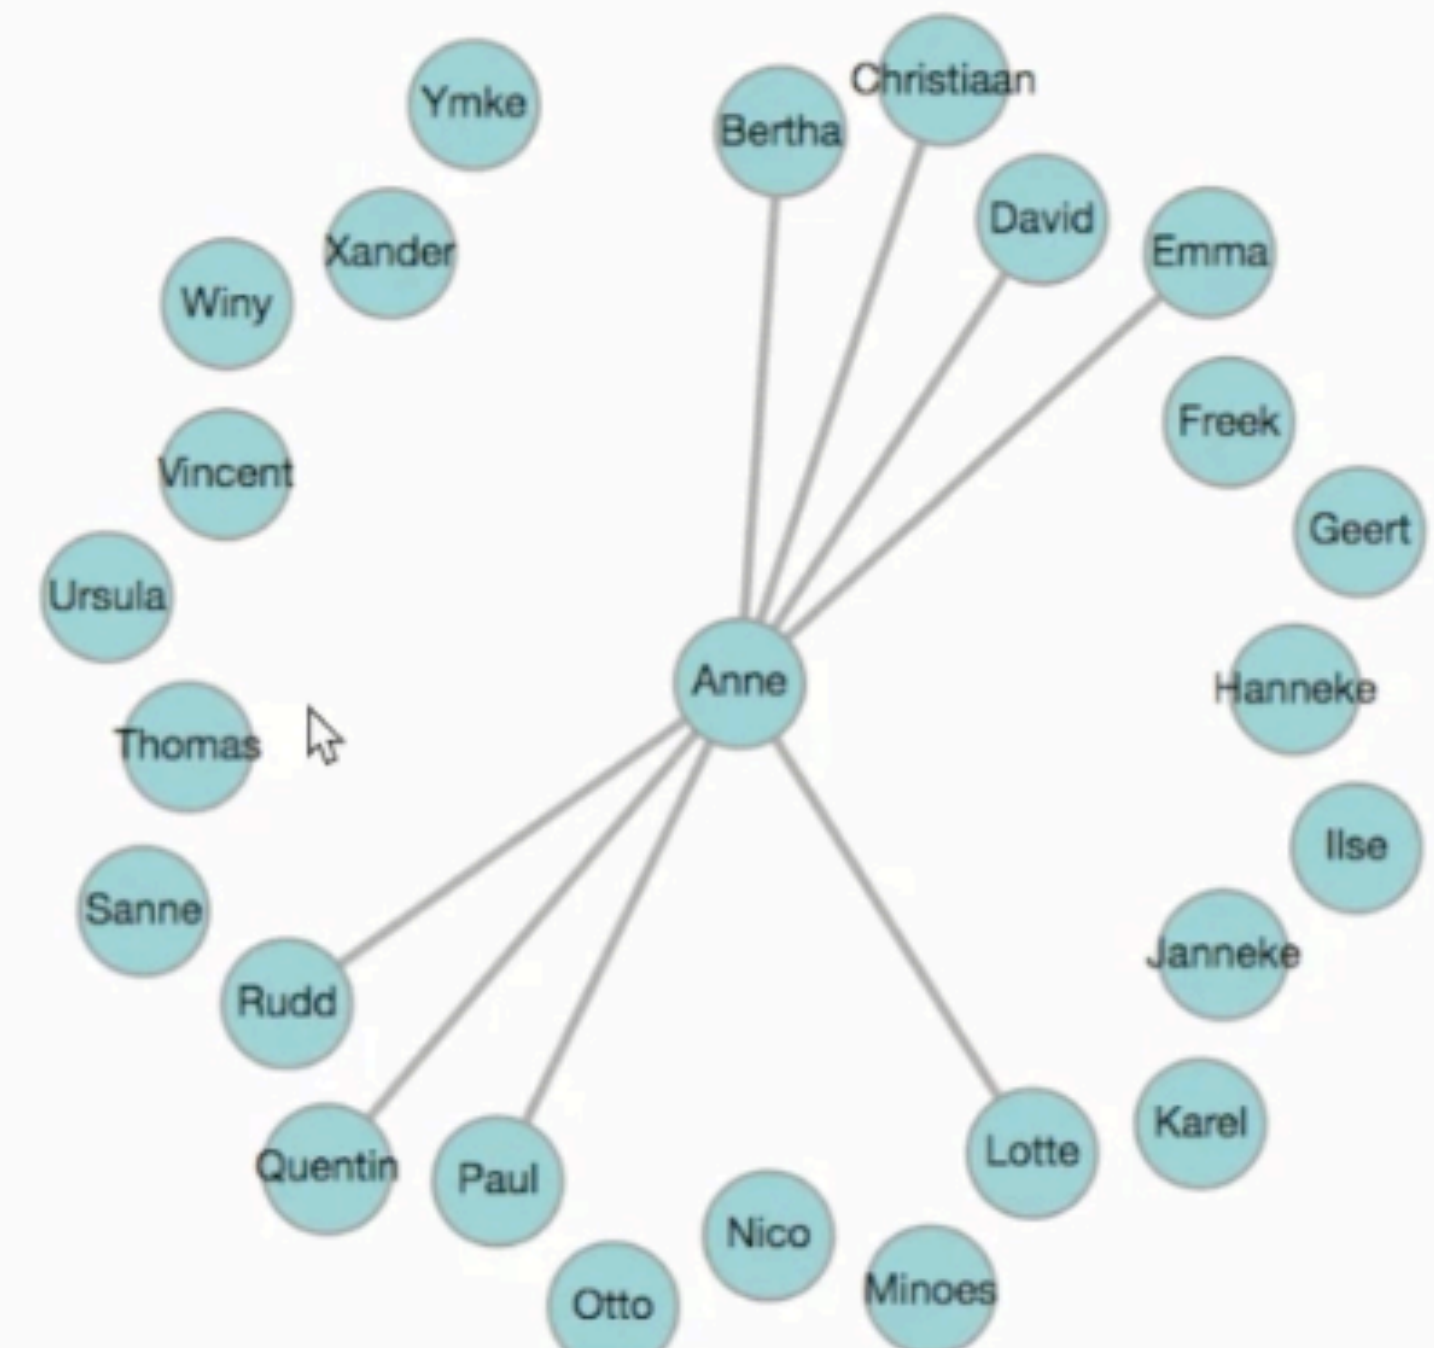 Christiaan
Ymke
Bertha
David
Emma
Xander
Winy
Freek
Vincent
Geert
Ursula
Anne
Hanneke
Thomas
Ilse
Sanne
Janneke
Rudd
Karel
Lotte
Quentin
Paul
Nico
Minoes
Otto